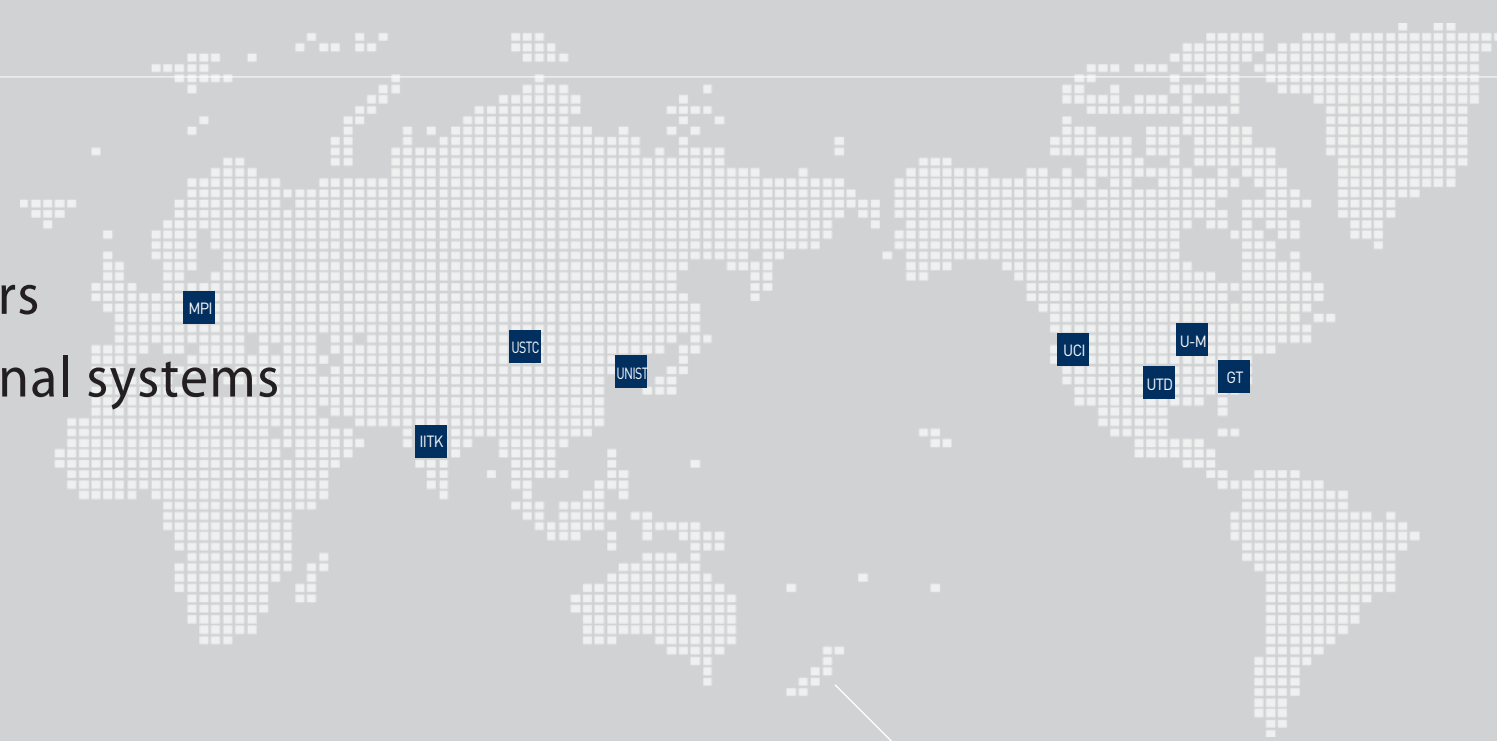 rs
nal systems
MPI
USTC
UNIST
IITK
UCI
U-M
UTD
GT